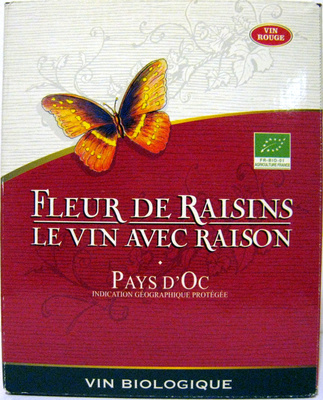 VIN
ROUGE
FR-BIO-01
AGRICULTURE FRANCE
FLEUR DE RAISINS
LE VIN AVEC RAISON
PAYS D'OC
INDICATION GÉOGRAPHIQUE PROTÉGÉE
VIN BIOLOGIQUE